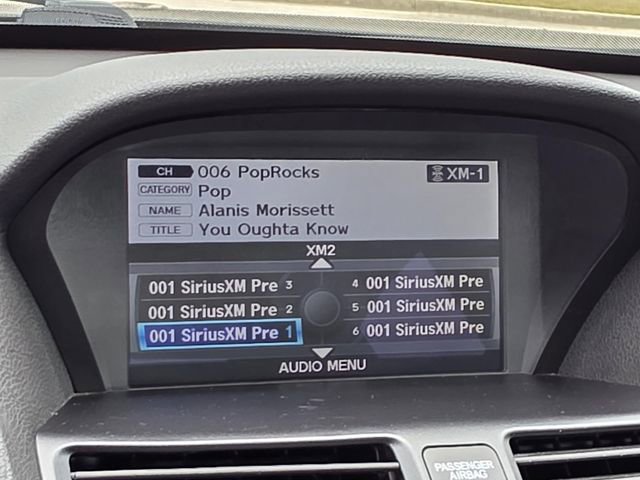 CH 006 PopRocks XM-1
CATEGORY Pop
NAME Alanis Morissett
TITLE You Oughta Know
XM2
001 SiriusXM Pre 3 4 001 SiriusXM Pre
001 SiriusXM Pre 2 5 001 SiriusXM Pre
001 SiriusXM Pre 1 6 001 SiriusXM Pre
AUDIO MENU
PASSENGER
AIRBAG